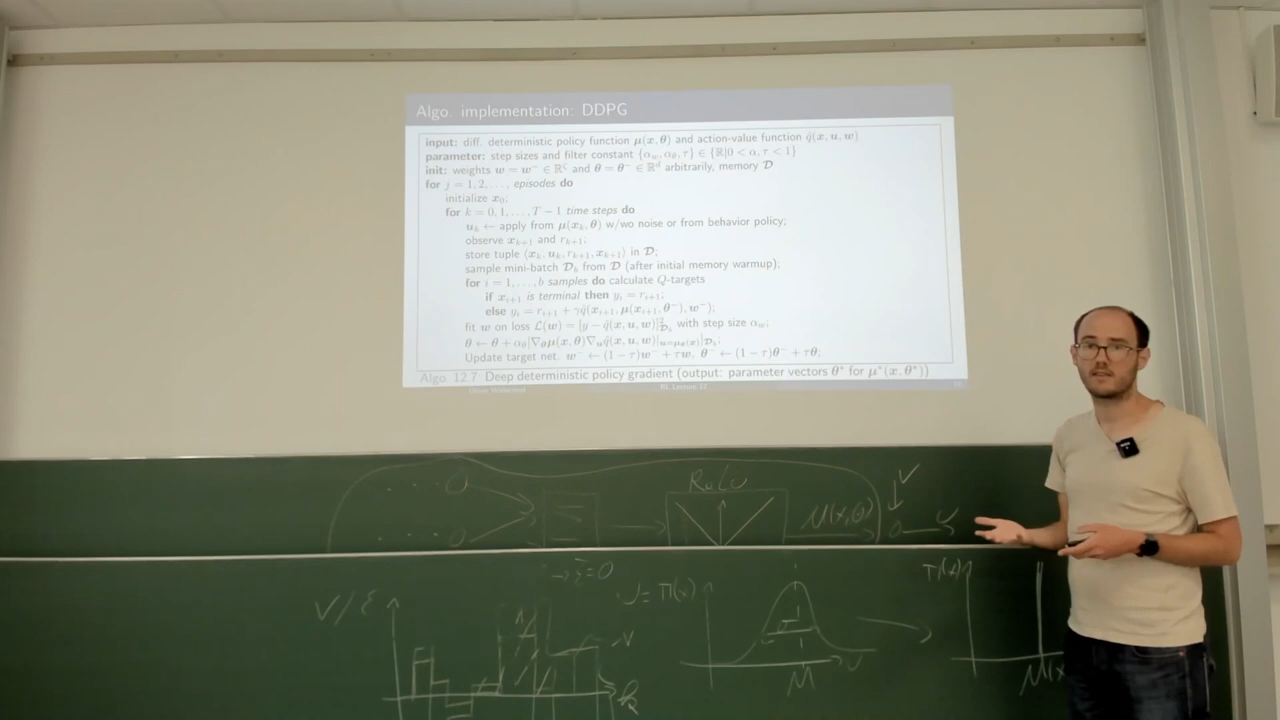 Algo. implementation: DDPG
input: diff. deterministic policy function μ(x, θ) and action-value function q̂(x, u, w)
parameter: step sizes and filter constant {α_w, α_θ, τ} ∈ {ℝ|0 < α, τ < 1}
init: weights w = w⁻ ∈ ℝ^ζ and θ = θ⁻ ∈ ℝ^d arbitrarily, memory 𝒟
for j = 1, 2, . . . , episodes do
initialize x₀;
for k = 0, 1, . . . , T − 1 time steps do
u_k ← apply from μ(x_k, θ) w/wo noise or from behavior policy;
observe x_{k+1} and r_{k+1};
store tuple ⟨x_k, u_k, r_{k+1}, x_{k+1}⟩ in 𝒟;
sample mini-batch 𝒟_b from 𝒟 (after initial memory warmup);
for i = 1, . . . , b samples do calculate Q-targets
if x_{i+1} is terminal then y_i = r_{i+1};
else y_i = r_{i+1} + γq̂(x_{i+1}, μ(x_{i+1}, θ⁻), w⁻);
fit w on loss ℒ(w) = [y − q̂(x, u, w)]²_{𝒟_b} with step size α_w;
θ ← θ + α_θ[∇_θμ(x, θ)∇_u q̂(x, u, w)|_{u=μ_θ(x)}]_{𝒟_b};
Update target net. w⁻ ← (1 − τ)w⁻ + τw, θ⁻ ← (1 − τ)θ⁻ + τθ;
Algo. 12.7 Deep deterministic policy gradient (output: parameter vectors θ* for μ*(x, θ*))
RL Lecture 12
ReLU
μ(x,θ)